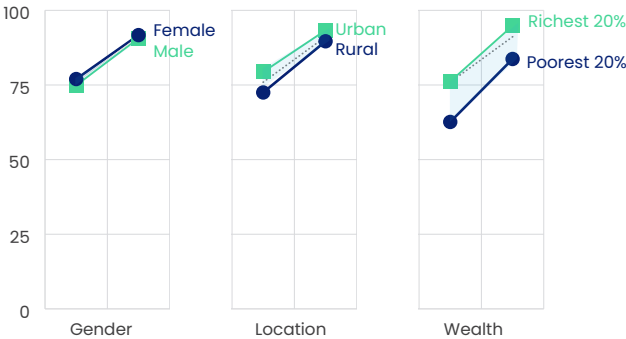 100
75
50
25
0
Female
Male
Urban
Rural
Richest 20%
Poorest 20%
Gender
Location
Wealth